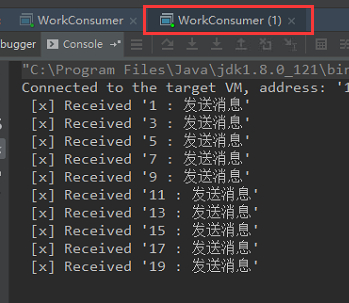 WorkConsumer WorkConsumer (1)
bugger Console
"C:\Program Files\Java\jdk1.8.0_121\bin
Connected to the target VM, address: '1
[x] Received '1 : 发送消息'
[x] Received '3 : 发送消息'
[x] Received '5 : 发送消息'
[x] Received '7 : 发送消息'
[x] Received '9 : 发送消息'
[x] Received '11 : 发送消息'
[x] Received '13 : 发送消息'
[x] Received '15 : 发送消息'
[x] Received '17 : 发送消息'
[x] Received '19 : 发送消息'